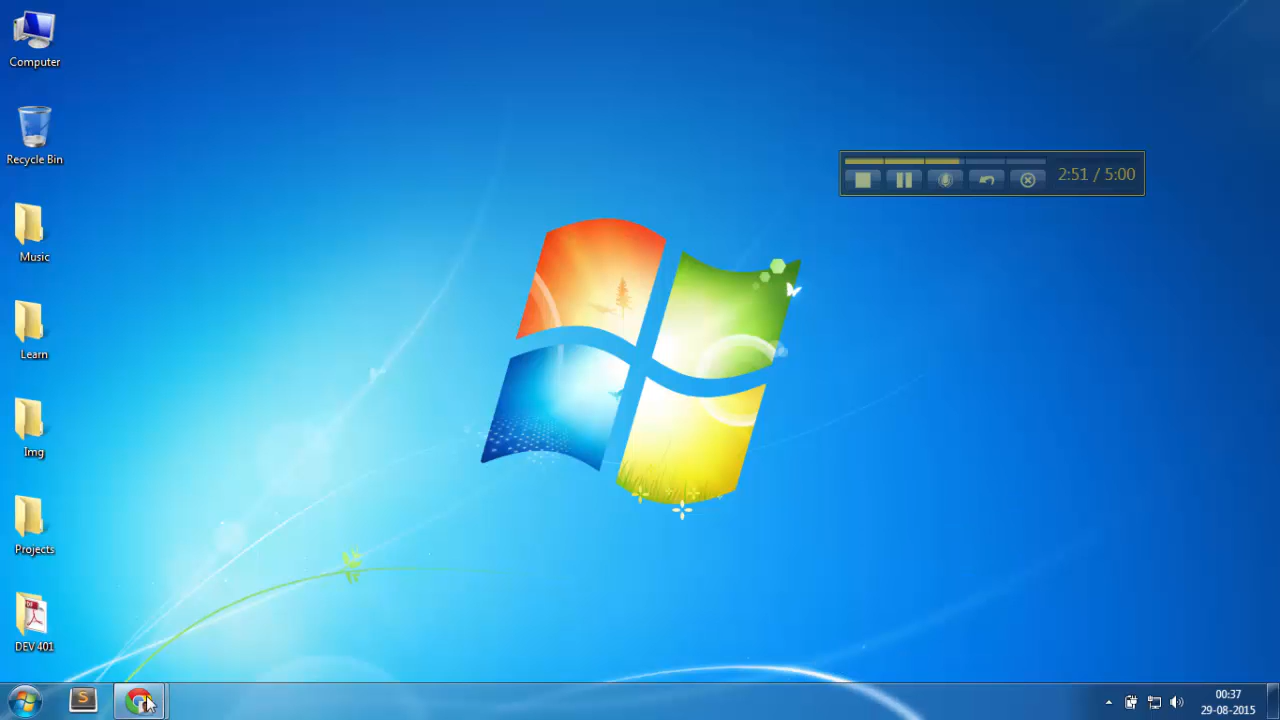 Computer
Recycle Bin
Music
Learn
Img
Projects
DEV 401
2:51 / 5:00
S
00:37
29-08-2015